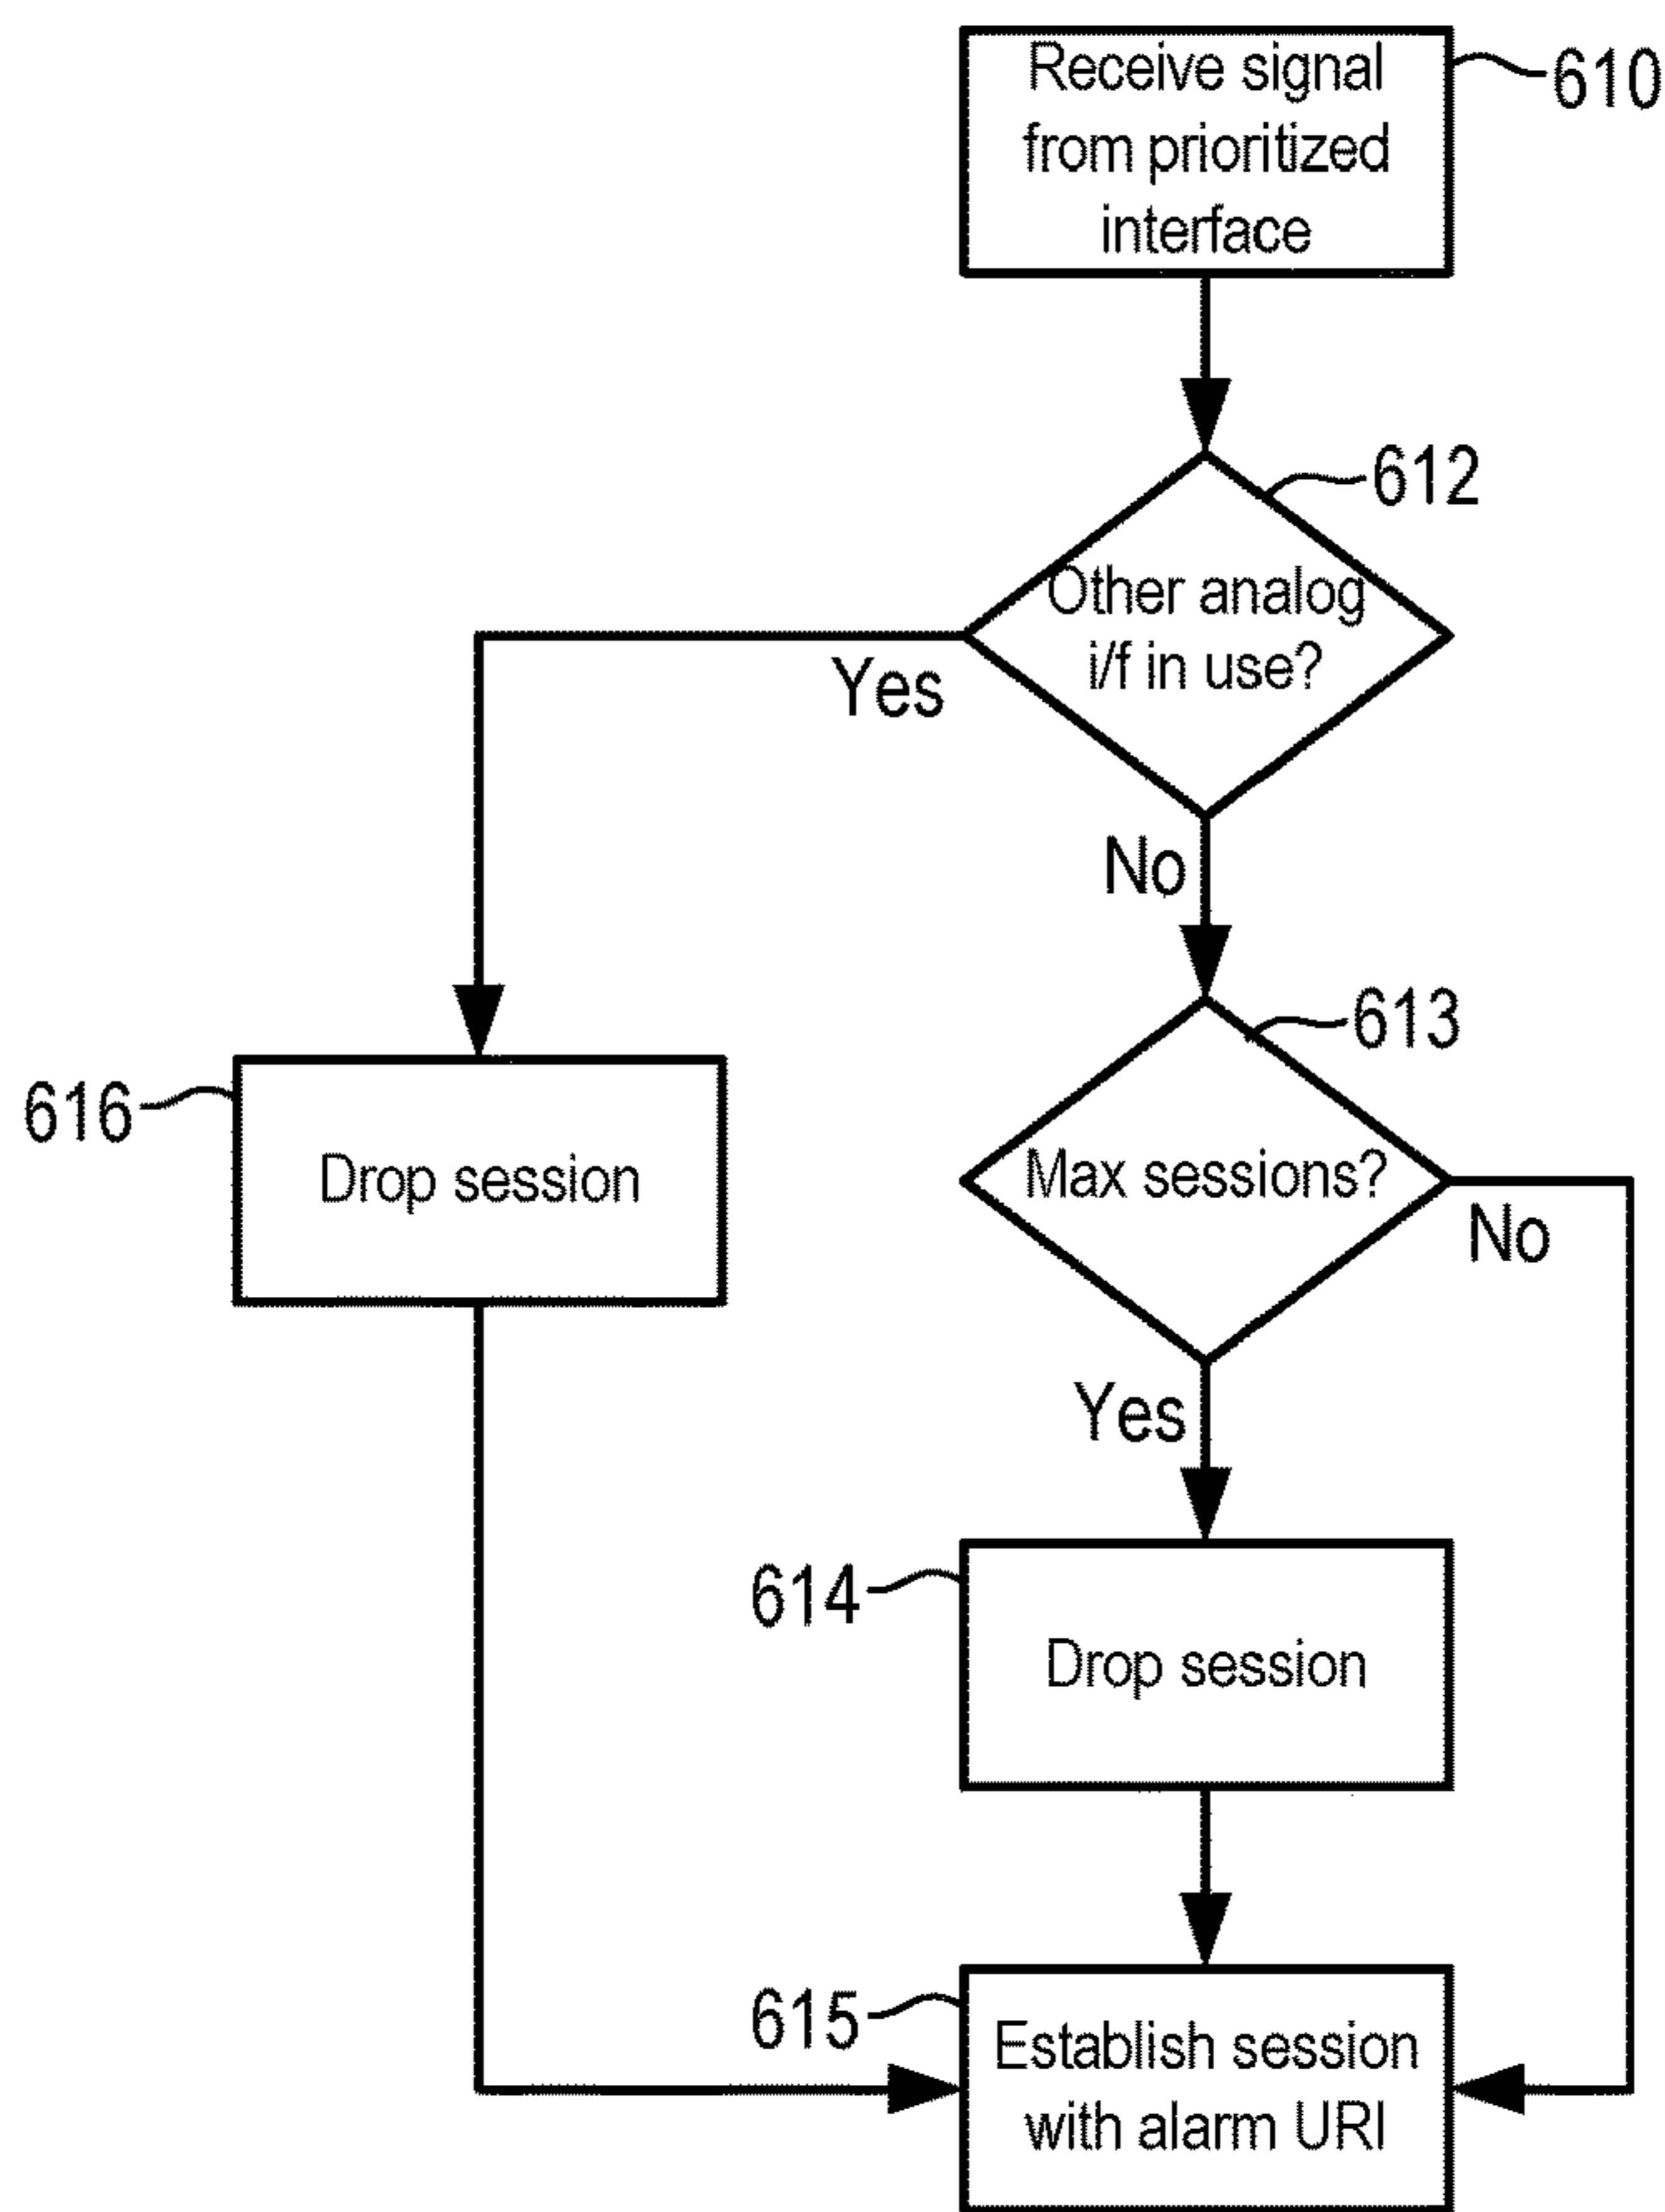 Receive signal
from prioritized
interface
610
612
Other analog
i/f in use?
Yes
No
613
616
Drop session
Max sessions?
No
Yes
614
Drop session
615
Establish session
with alarm URI